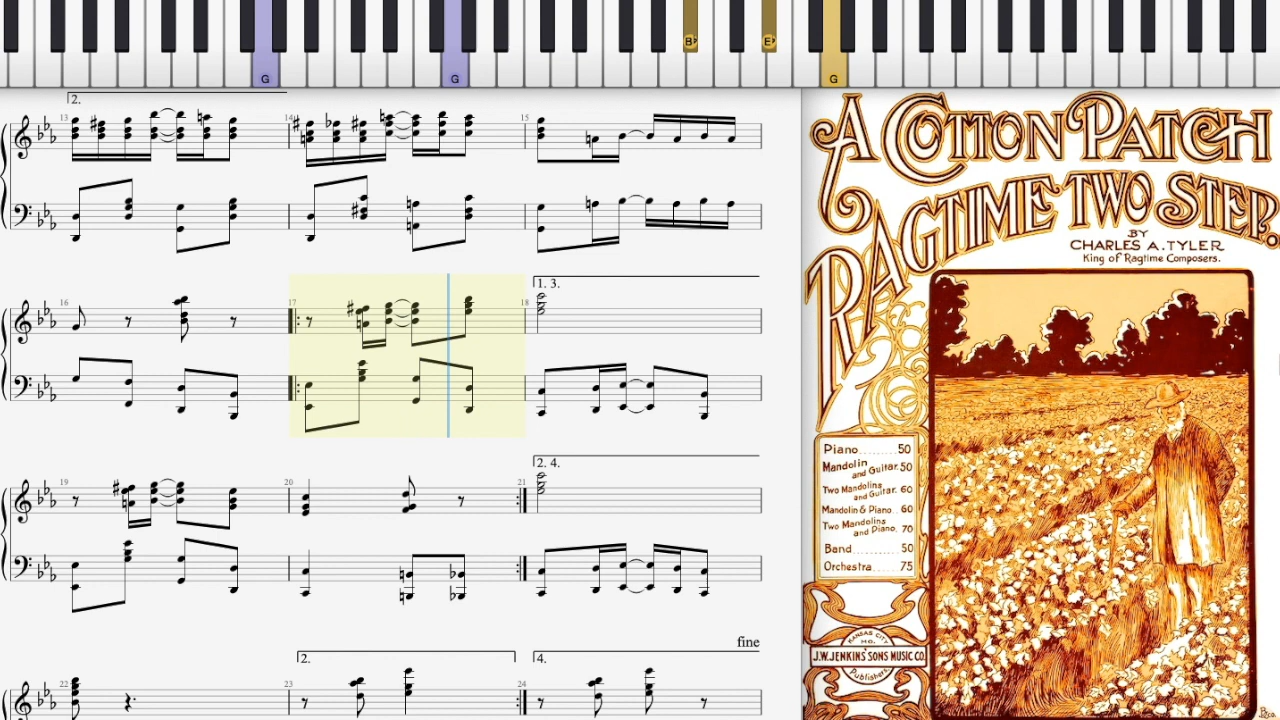 G
G
B♭
E♭
G
2.
13
14
15
16
17
18
1. 3.
19
20
21
2. 4.
fine
22
23
2.
24
4.
A COTTON PATCH
RAGTIME TWO STEP.
BY
CHARLES A. TYLER
King of Ragtime Composers.
Piano......... 50
Mandolin
and Guitar. 50
Two Mandolins
and Guitar. 60
Mandolin & Piano.. 60
Two Mandolins
and Piano. 70
Band........... 50
Orchestra..... 75
KANSAS CITY
MO.
J.W. JENKINS' SONS MUSIC CO.
Publishers.